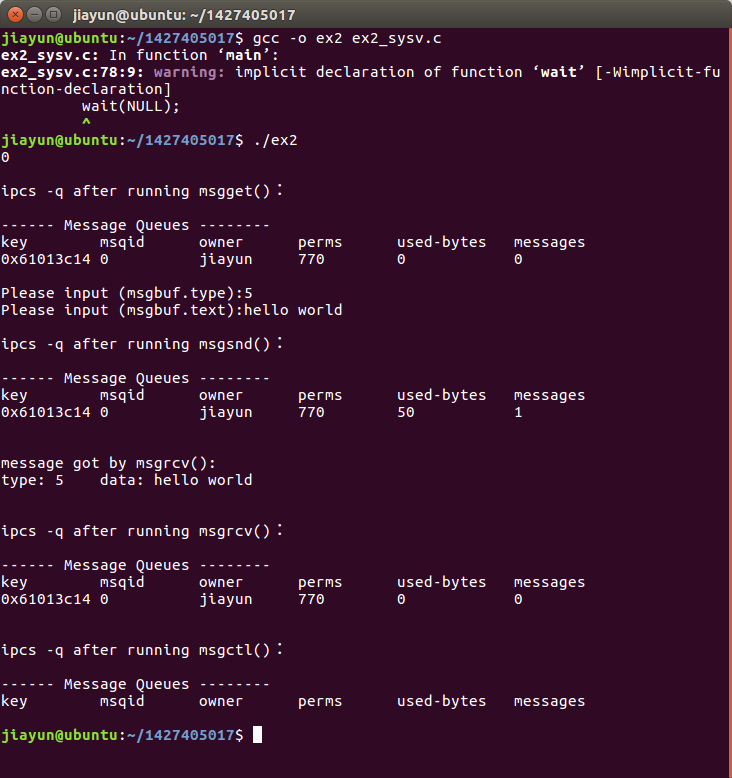 jiayun@ubuntu: ~/1427405017
jiayun@ubuntu:~/1427405017$ gcc -o ex2 ex2_sysv.c
ex2_sysv.c: In function ‘main’:
ex2_sysv.c:78:9: warning: implicit declaration of function ‘wait’ [-Wimplicit-fu
nction-declaration]
         wait(NULL);
         ^
jiayun@ubuntu:~/1427405017$ ./ex2
0
ipcs -q after running msgget()：
------ Message Queues --------
key        msqid      owner      perms      used-bytes   messages
0x61013c14 0          jiayun     770        0            0
Please input (msgbuf.type):5
Please input (msgbuf.text):hello world
ipcs -q after running msgsnd()：
------ Message Queues --------
key        msqid      owner      perms      used-bytes   messages
0x61013c14 0          jiayun     770        50           1
message got by msgrcv():
type: 5    data: hello world
ipcs -q after running msgrcv()：
------ Message Queues --------
key        msqid      owner      perms      used-bytes   messages
0x61013c14 0          jiayun     770        0            0
ipcs -q after running msgctl()：
------ Message Queues --------
key        msqid      owner      perms      used-bytes   messages
jiayun@ubuntu:~/1427405017$